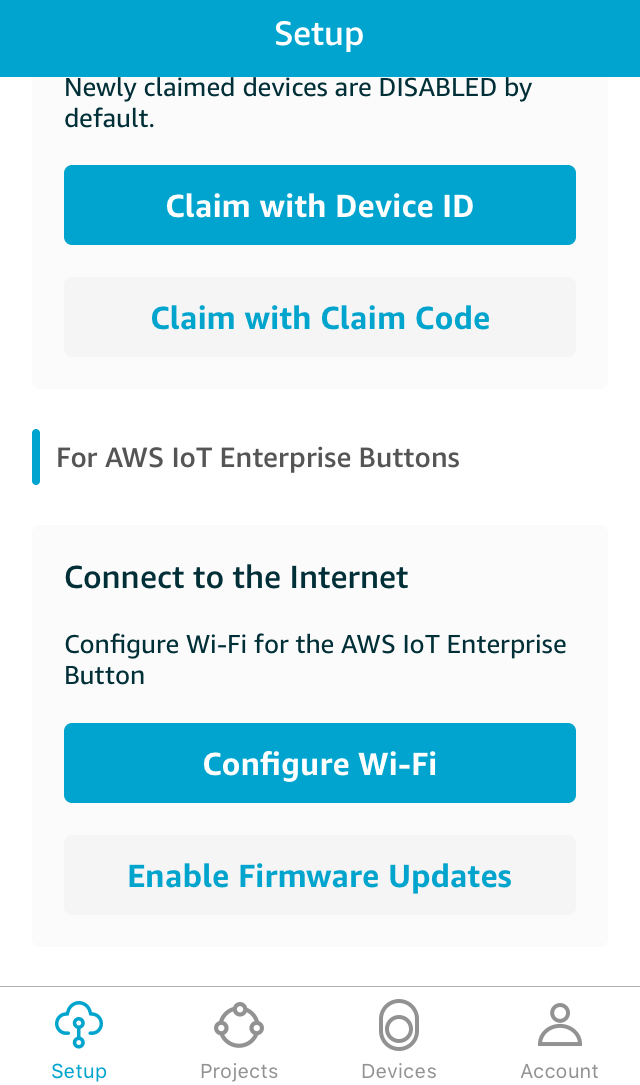 Setup
Newly claimed devices are DISABLED by
default.
Claim with Device ID
Claim with Claim Code
For AWS IoT Enterprise Buttons
Connect to the Internet
Configure Wi-Fi for the AWS IoT Enterprise
Button
Configure Wi-Fi
Enable Firmware Updates
Setup
Projects
Devices
Account